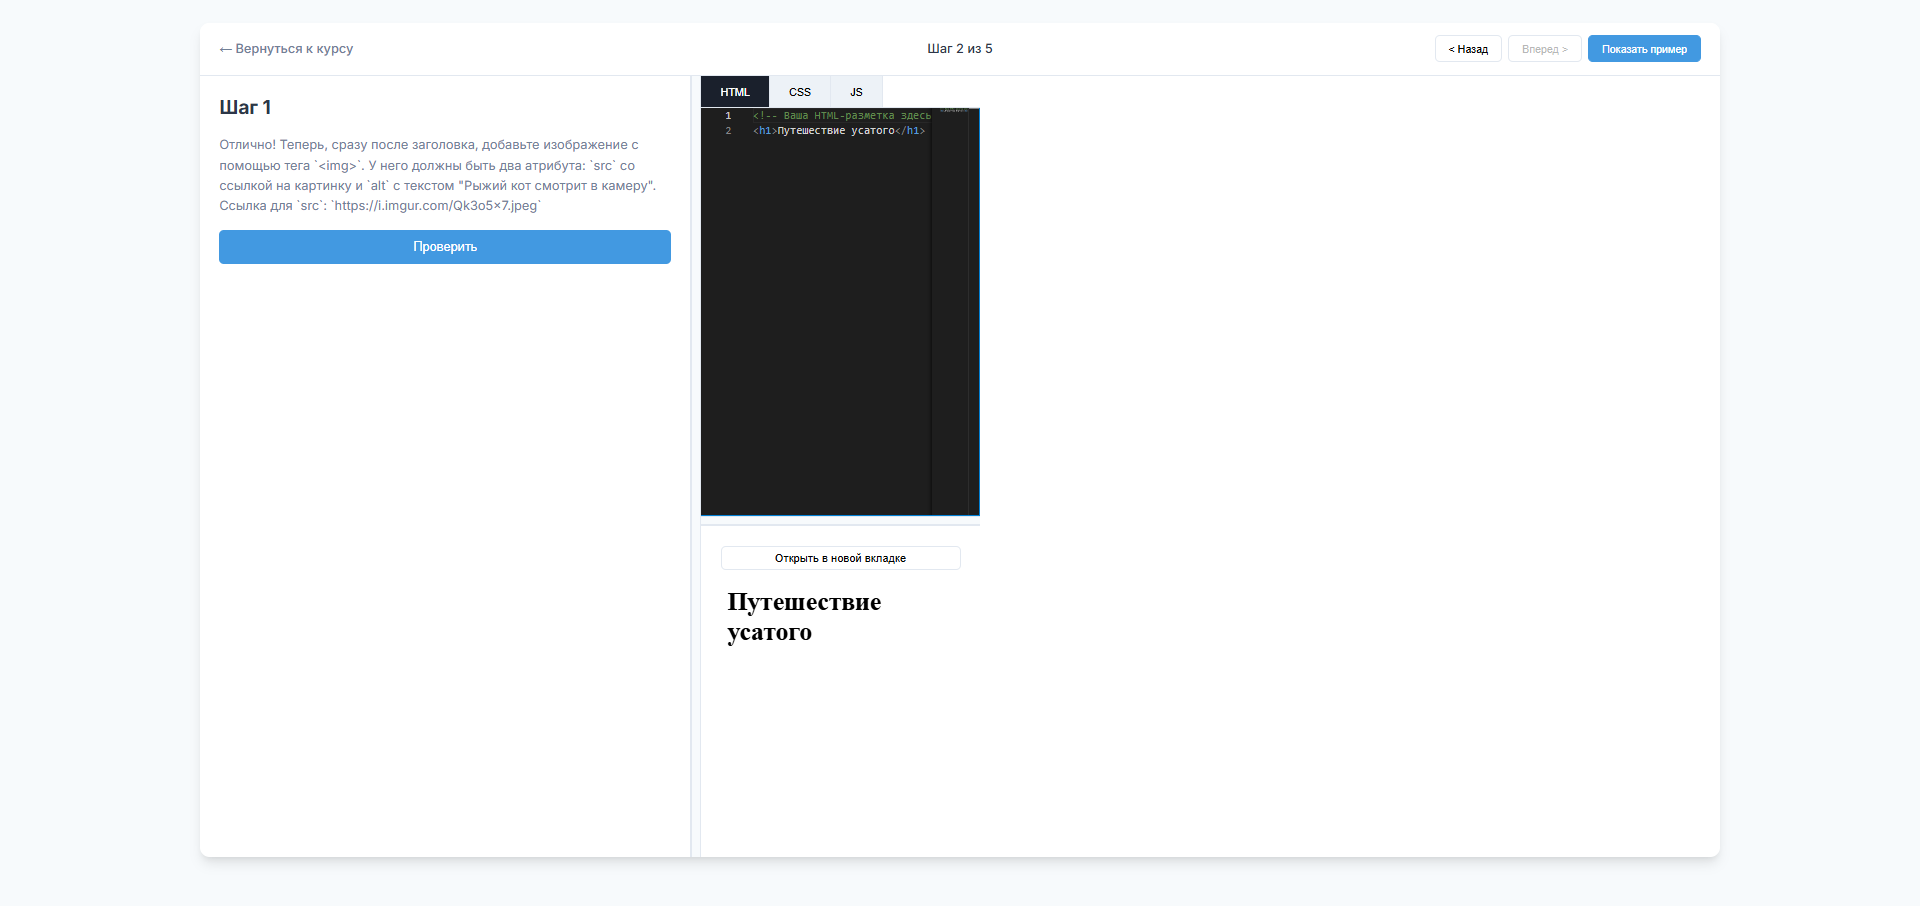 ← Вернуться к курсу
Шаг 2 из 5
< Назад
Вперед >
Показать пример
Шаг 1
Отлично! Теперь, сразу после заголовка, добавьте изображение с
помощью тега `<img>`. У него должны быть два атрибута: `src` со
ссылкой на картинку и `alt` с текстом "Рыжий кот смотрит в камеру".
Ссылка для `src`: `https://i.imgur.com/Qk3o5x7.jpeg`
Проверить
HTML
CSS
JS
1 <!-- Ваша HTML-разметка здесь
2 <h1>Путешествие усатого</h1>
Открыть в новой вкладке
Путешествие
усатого